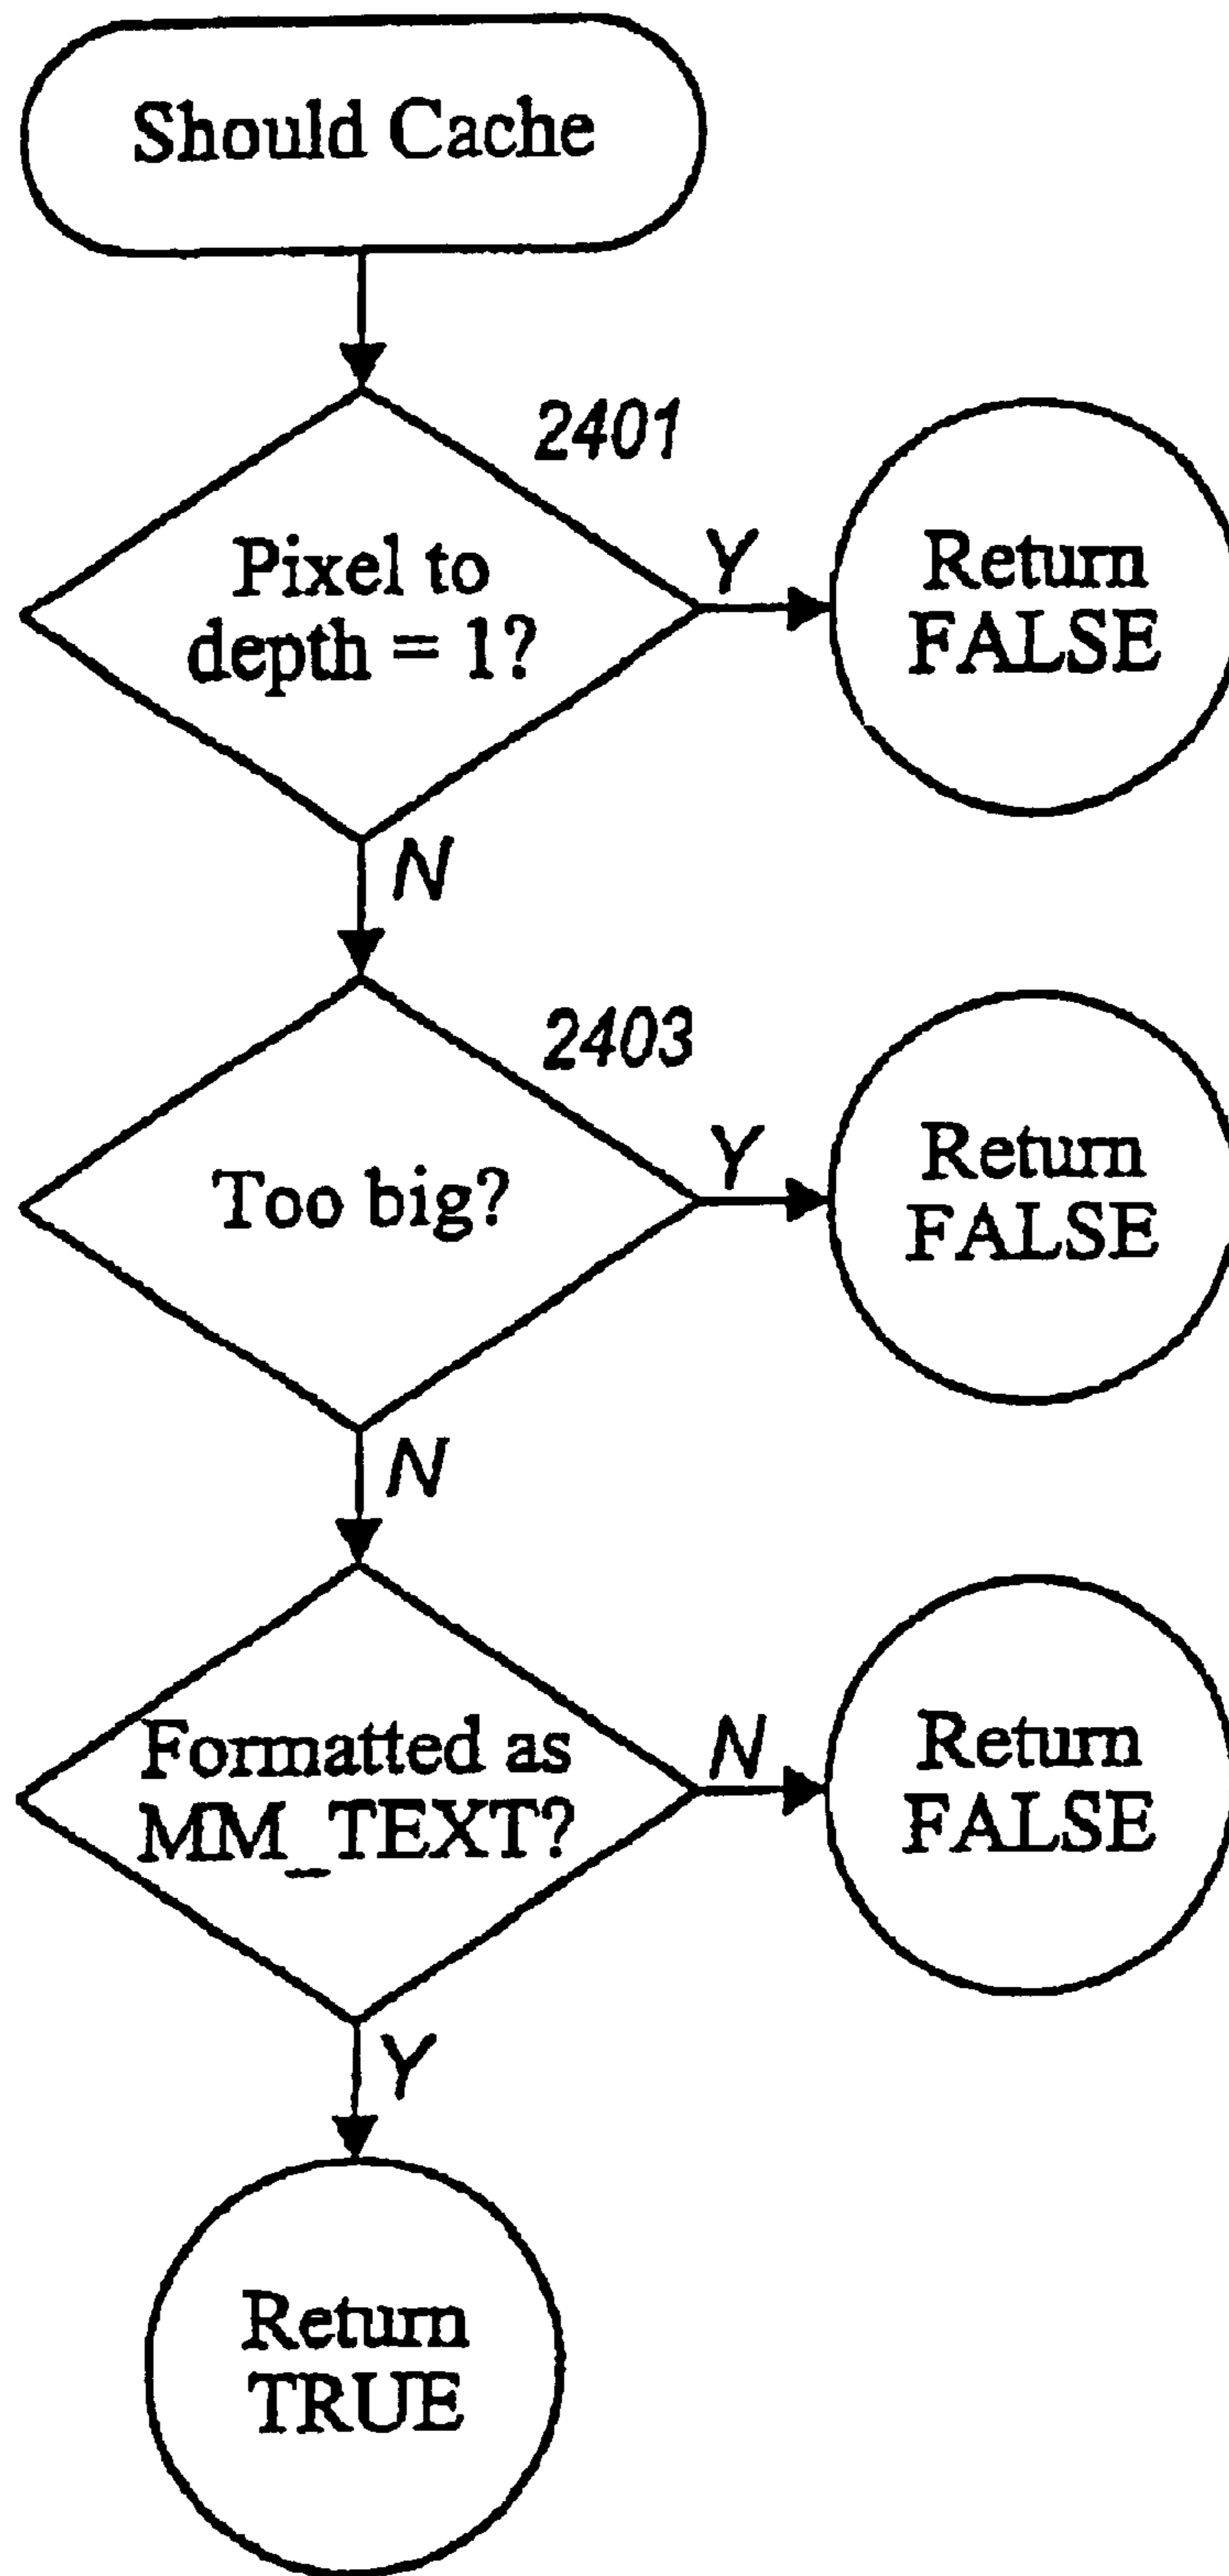 Should Cache
2401
Pixel to
depth = 1?
Y
Return
FALSE
N
2403
Too big?
Y
Return
FALSE
N
Formatted as
MM_TEXT?
N
Return
FALSE
Y
Return
TRUE